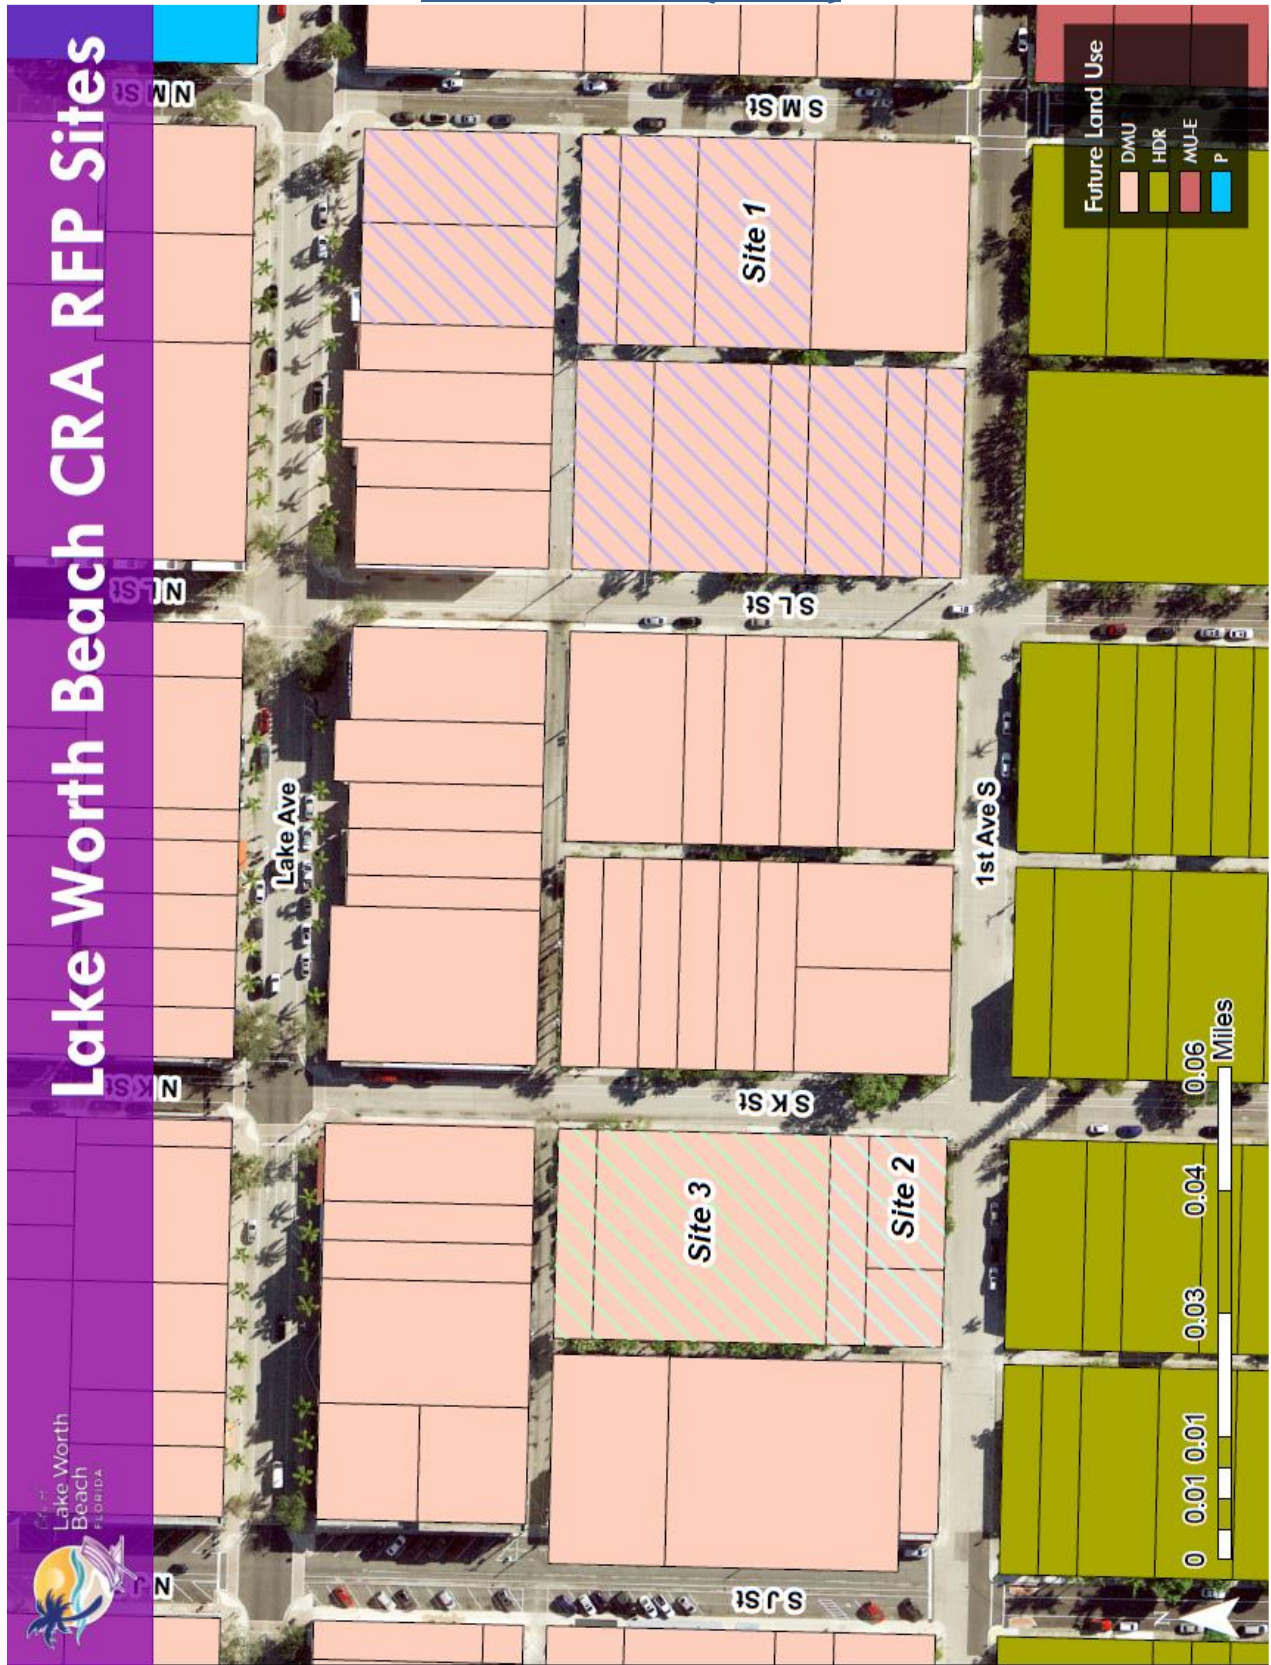 Lake Worth Beach CRA RFP Sites
City of
Lake Worth
Beach
FLORIDA
N K St
N L St
N M St
Lake Ave
S J St
S K St
S L St
S M St
Site 3
Site 2
Site 1
1st Ave S
Future Land Use
DMU
HDR
MU-E
P
0 0.01 0.01 0.03 0.04 0.06
Miles
N